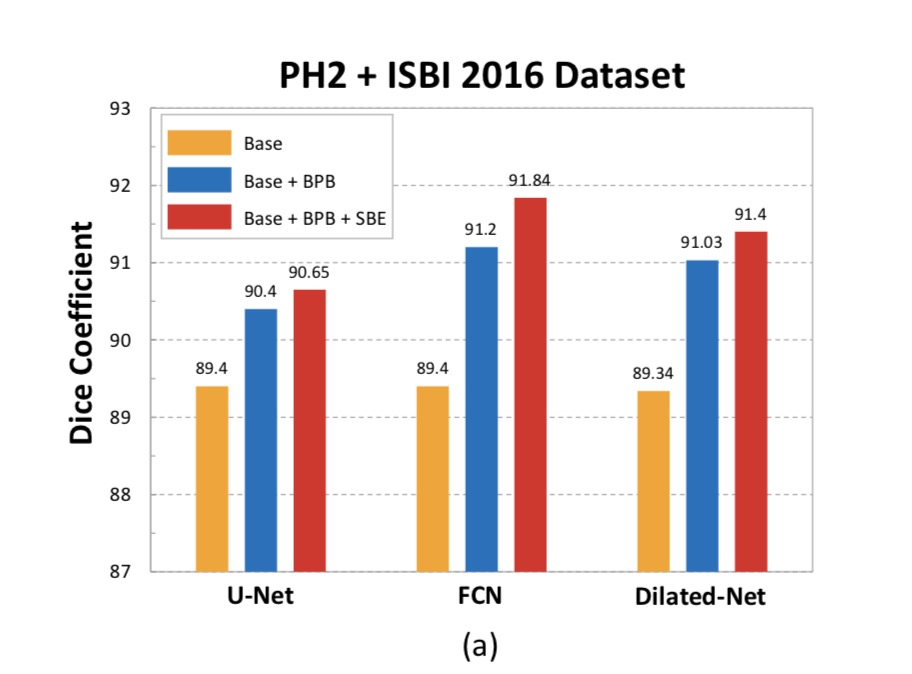 PH2 + ISBI 2016 Dataset
93
92
91
90
89
88
87
Dice Coefficient
Base
Base + BPB
Base + BPB + SBE
89.4
90.4
90.65
89.4
91.2
91.84
89.34
91.03
91.4
U-Net
FCN
Dilated-Net
(a)